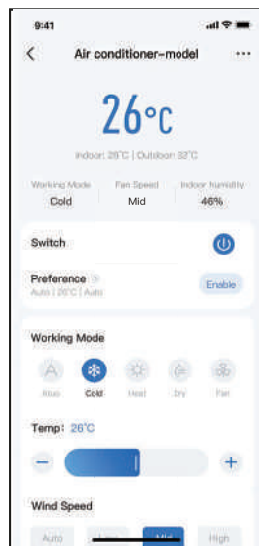 9:41
Air conditioner-model
26°C
Indoor: 26°C | Outdoor: 32°C
Working Mode Fan Speed Indoor humidity
Cold Mid 46%
Switch
Preference
Auto | 26°C | Auto
Enable
Working Mode
Cold Heat Dry Fan
Temp: 26°C
Wind Speed
Auto Mid High